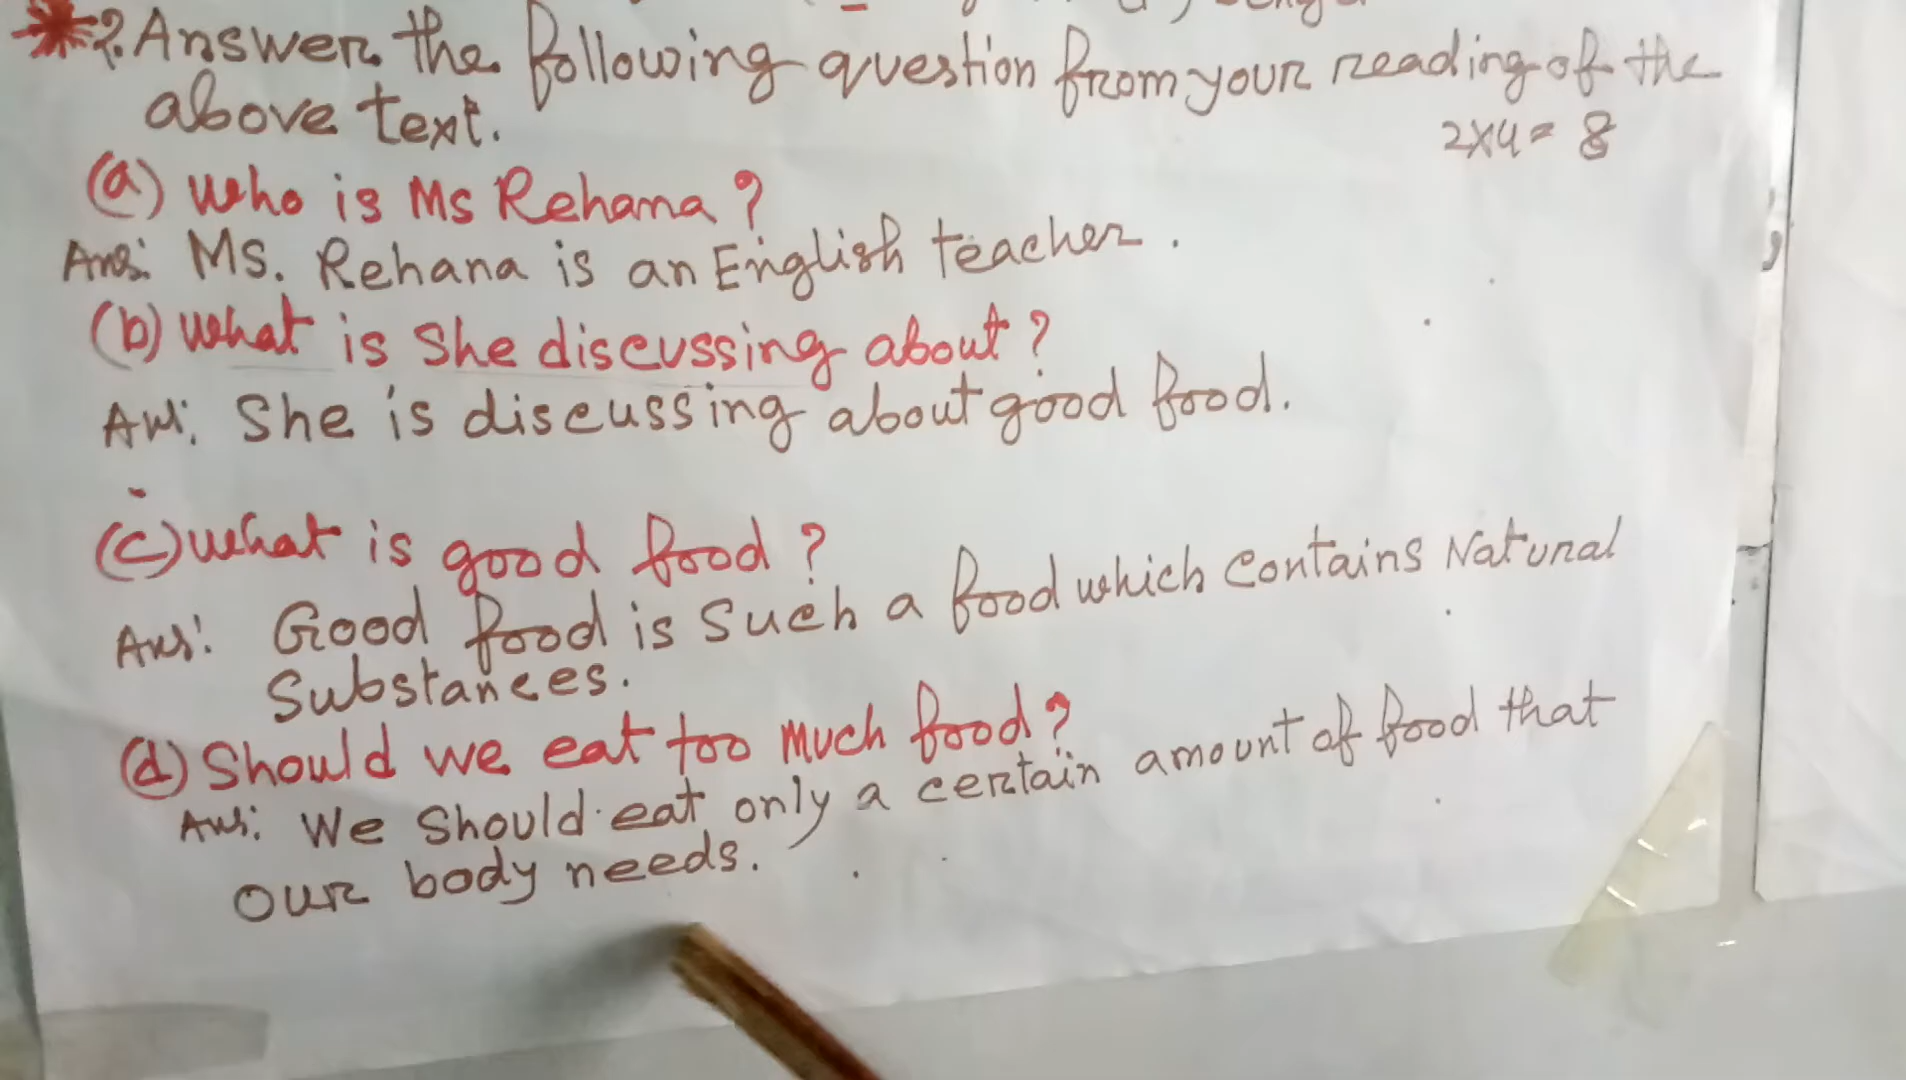 2. Answer the following question from your reading of the
above text.
2x4= 8
(a) Who is Ms Rehana?
Ans: Ms. Rehana is an English teacher.
(b) What is She discussing about?
Ans: She is discussing about good food.
(c) What is good food?
Ans: Good food is Such a food which contains Natural
Substances.
(d) Should we eat too much food?
Ans: We Should eat only a certain amount of food that
our body needs.